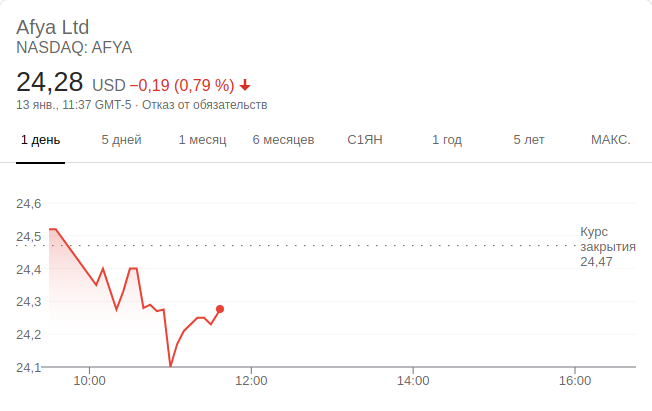 Afya Ltd
NASDAQ: AFYA
24,28 USD −0,19 (0,79 %)
13 янв., 11:37 GMT-5 · Отказ от обязательств
1 день 5 дней 1 месяц 6 месяцев С1ЯН 1 год 5 лет МАКС.
24,6
24,5
24,4
24,3
24,2
24,1
Курс
закрытия
24,47
10:00 12:00 14:00 16:00